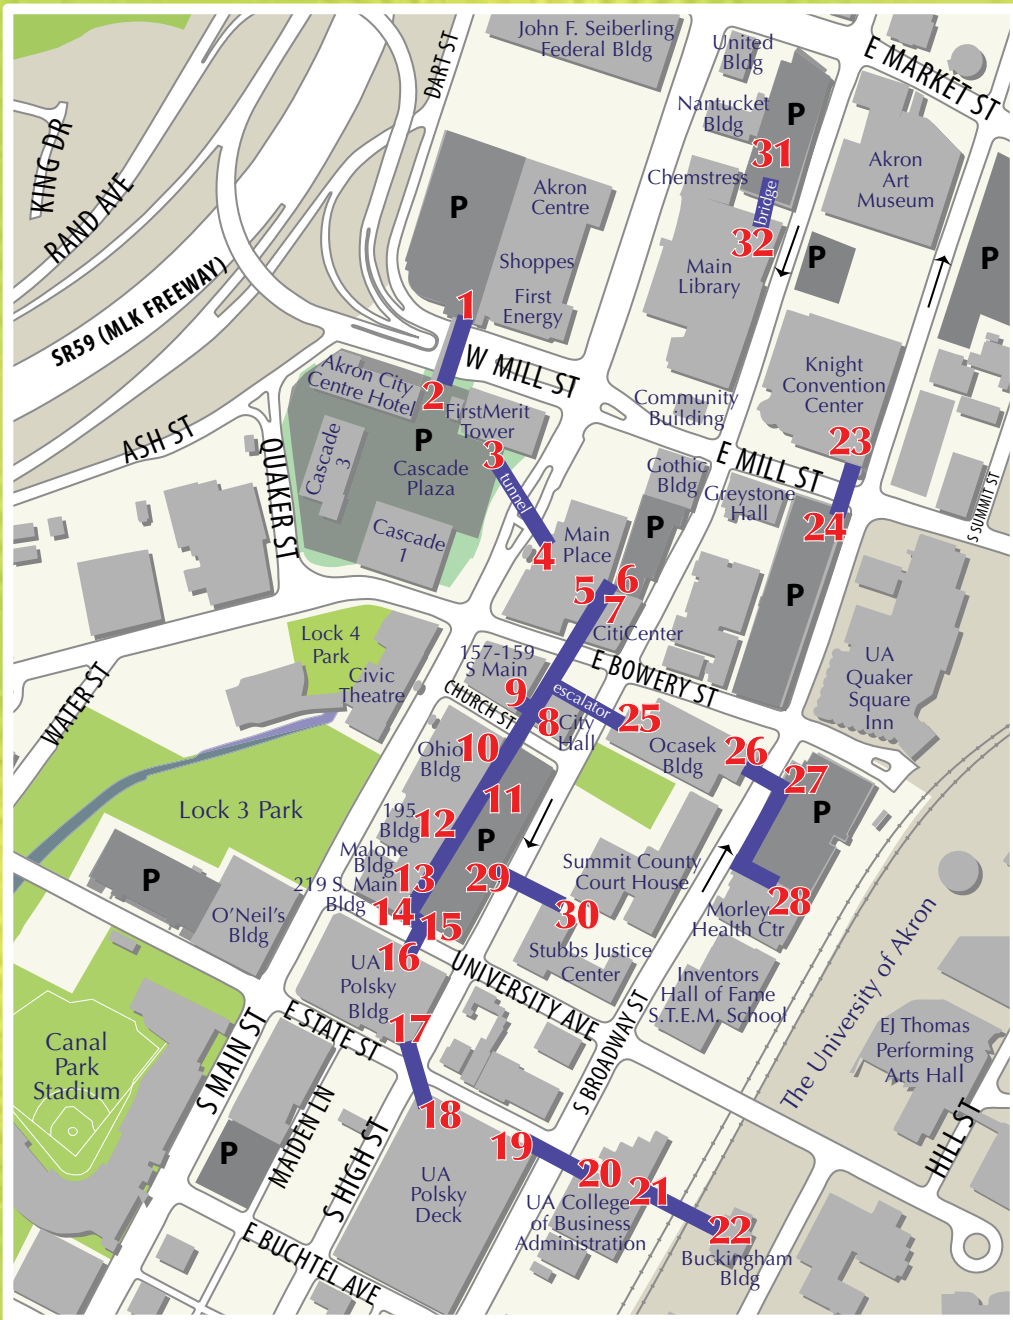 John F. Seiberling
Federal Bldg
United
Bldg
E MARKET ST
DART ST
KING DR
RAND AVE
Nantucket
Bldg
P
31
Chemstress
bridge
32
Akron
Art
Museum
P
Akron
Centre
Shoppes
First
Energy
1
Main
Library
P
P
SR59 (MLK FREEWAY)
W MILL ST
Akron City
Centre Hotel
2
FirstMerit
Tower
P
3
Cascade
Plaza
Cascade
3
Cascade
1
tunnel
4
ASH ST
QUAKER ST
Knight
Convention
Center
23
Community
Building
E MILL ST
Gothic
Bldg
Greystone
Hall
24
S SUMMIT ST
Main
Place
P
5
6
7
CitiCenter
P
Lock 4
Park
Civic
Theatre
157-159
S Main
9
E BOWERY ST
UA
Quaker
Square
Inn
WATER ST
CHURCH ST
escalator
8
City
Hall
25
Ocasek
Bldg
26
27
P
Ohio
Bldg
10
11
Lock 3 Park
195
Bldg
12
P
Malone
Bldg
13
219 S. Main
Bldg
14
15
29
30
Summit County
Court House
Stubbs Justice
Center
28
Morley
Health Ctr
P
O'Neil's
Bldg
16
UA
Polsky
Bldg
17
UNIVERSITY AVE
Inventors
Hall of Fame
S.T.E.M. School
The University of Akron
EJ Thomas
Performing
Arts Hall
Canal
Park
Stadium
S MAIN ST
E STATE ST
S BROADWAY ST
HILL ST
MAIDEN LN
S HIGH ST
P
18
19
20
21
22
UA
Polsky
Deck
UA College
of Business
Administration
Buckingham
Bldg
E BUCHTEL AVE